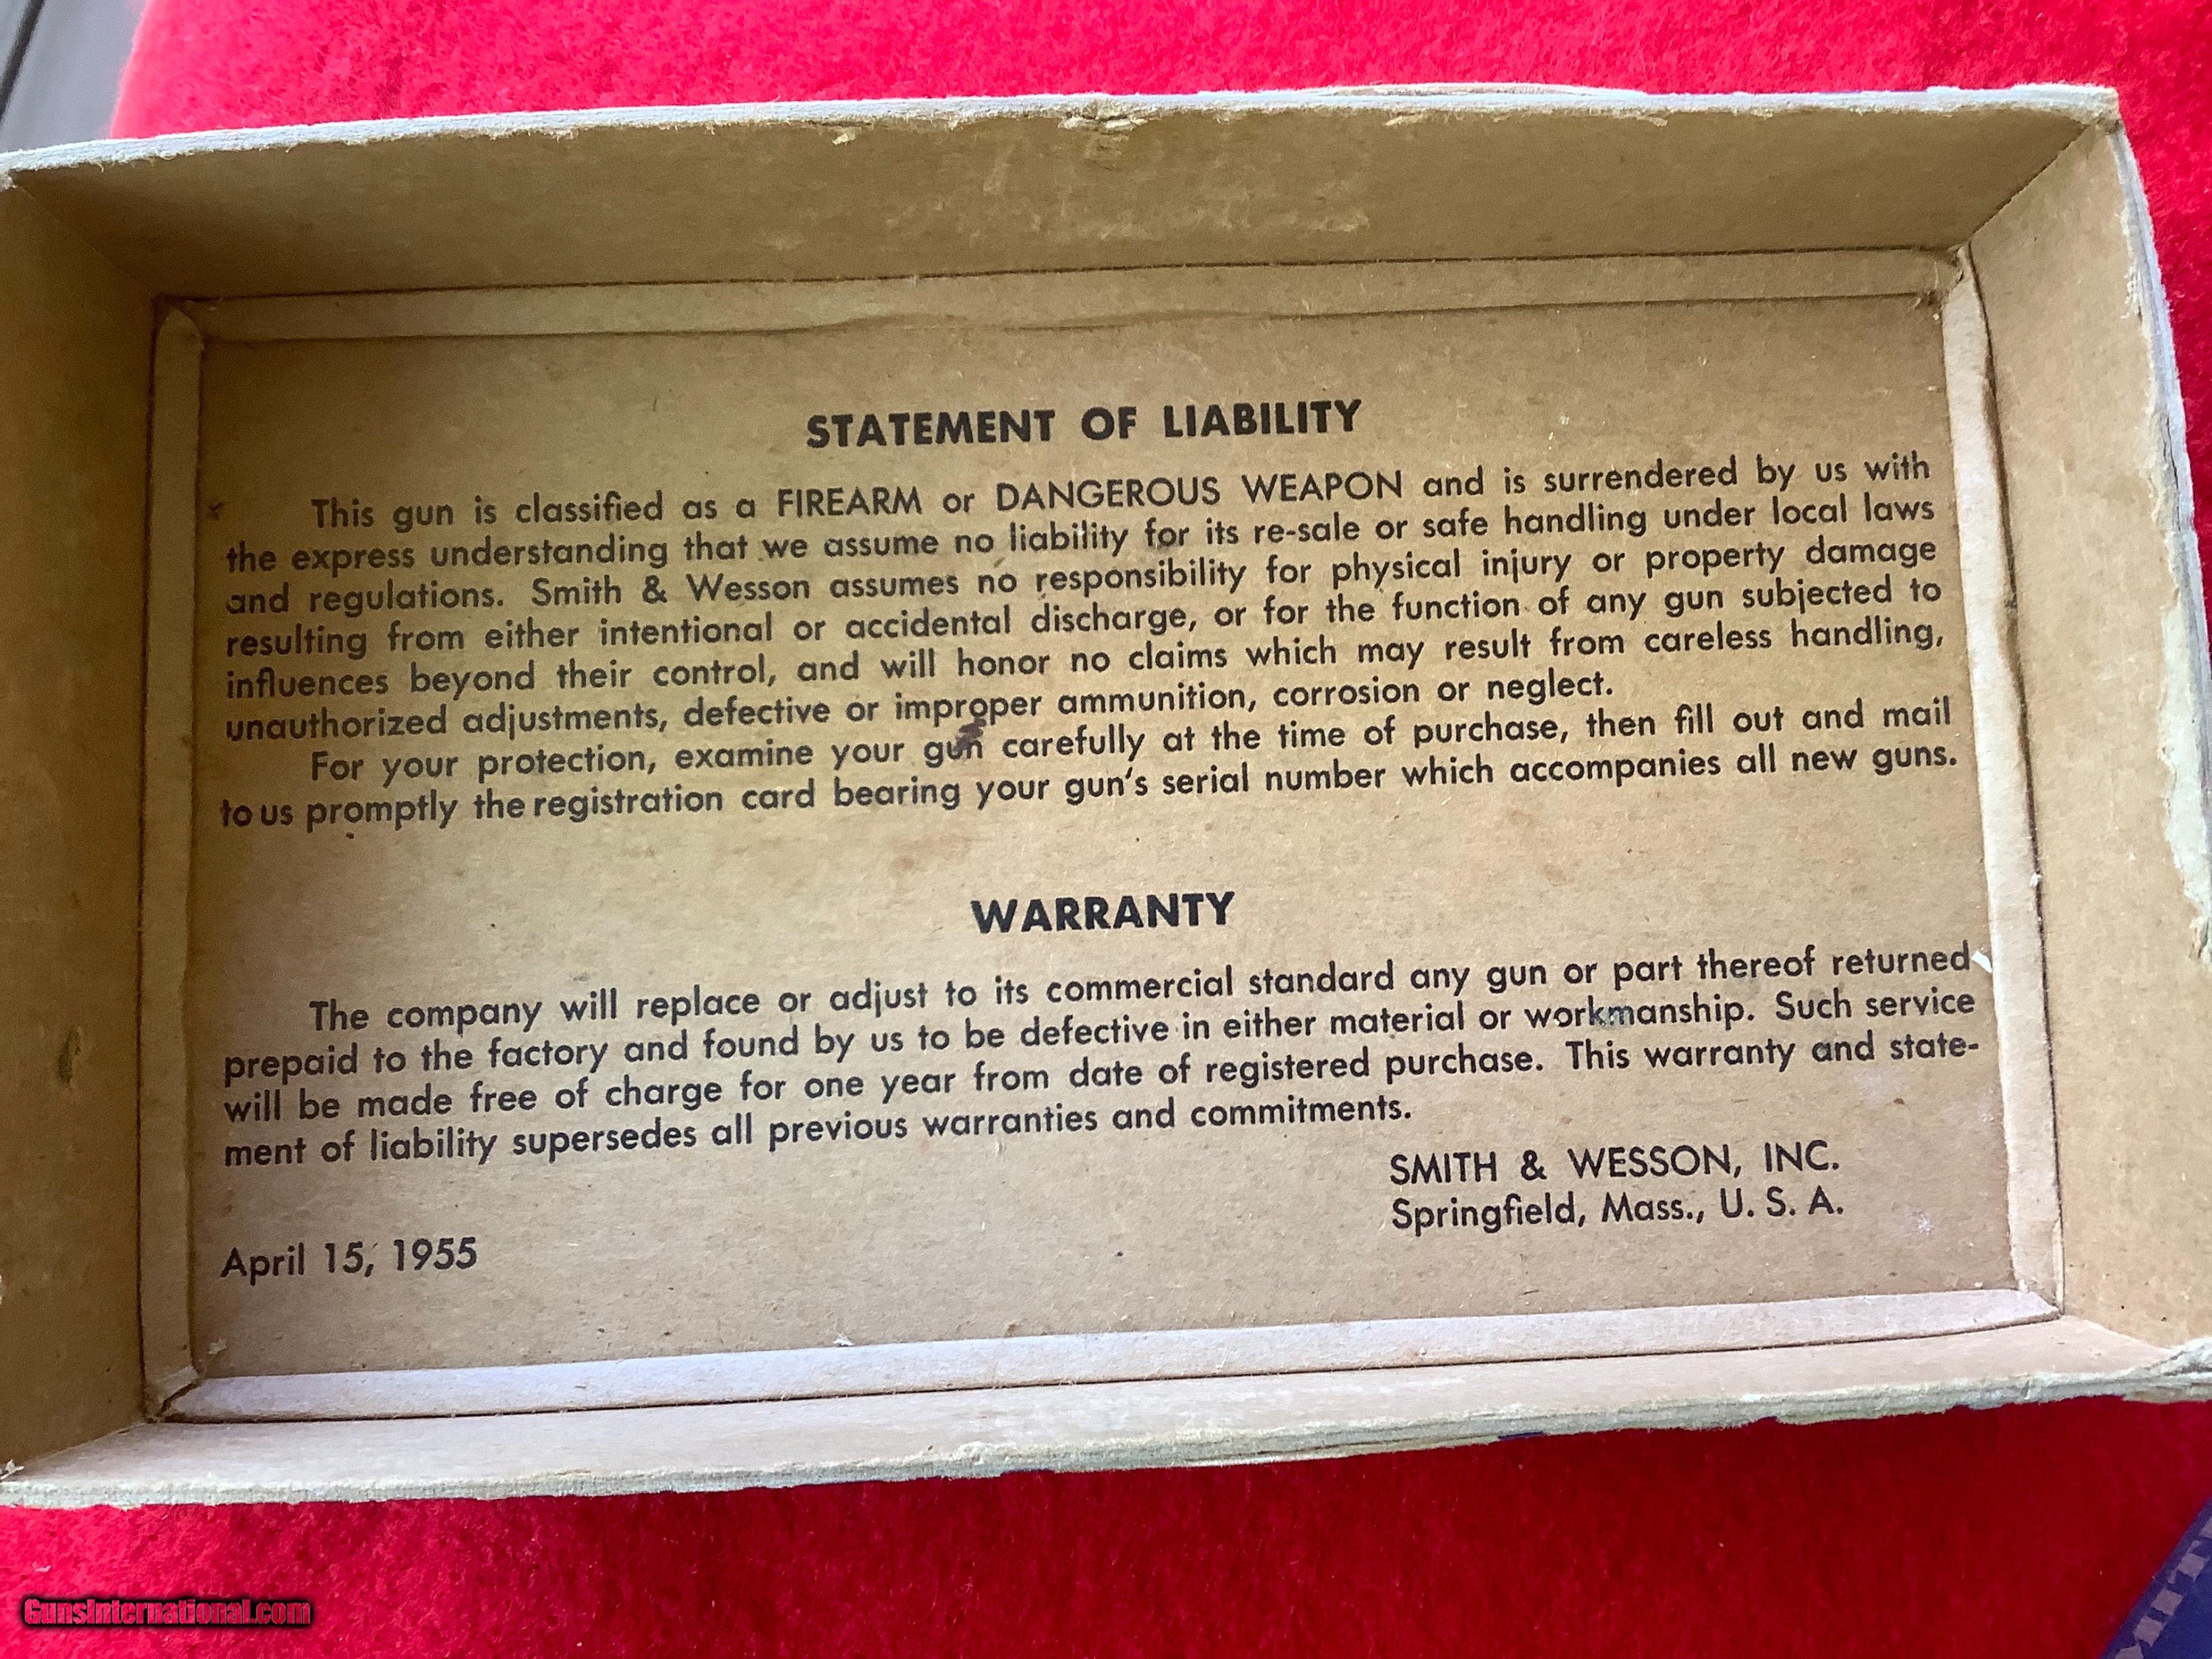 STATEMENT OF LIABILITY
This gun is classified as a FIREARM or DANGEROUS WEAPON and is surrendered by us with
the express understanding that we assume no liability for its re-sale or safe handling under local laws
and regulations. Smith & Wesson assumes no responsibility for physical injury or property damage
resulting from either intentional or accidental discharge, or for the function of any gun subjected to
influences beyond their control, and will honor no claims which may result from careless handling,
unauthorized adjustments, defective or improper ammunition, corrosion or neglect.
For your protection, examine your gun carefully at the time of purchase, then fill out and mail
to us promptly the registration card bearing your gun's serial number which accompanies all new guns.
WARRANTY
The company will replace or adjust to its commercial standard any gun or part thereof returned
prepaid to the factory and found by us to be defective in either material or workmanship. Such service
will be made free of charge for one year from date of registered purchase. This warranty and state-
ment of liability supersedes all previous warranties and commitments.
SMITH & WESSON, INC.
Springfield, Mass., U. S. A.
April 15, 1955
GunsInternational.com